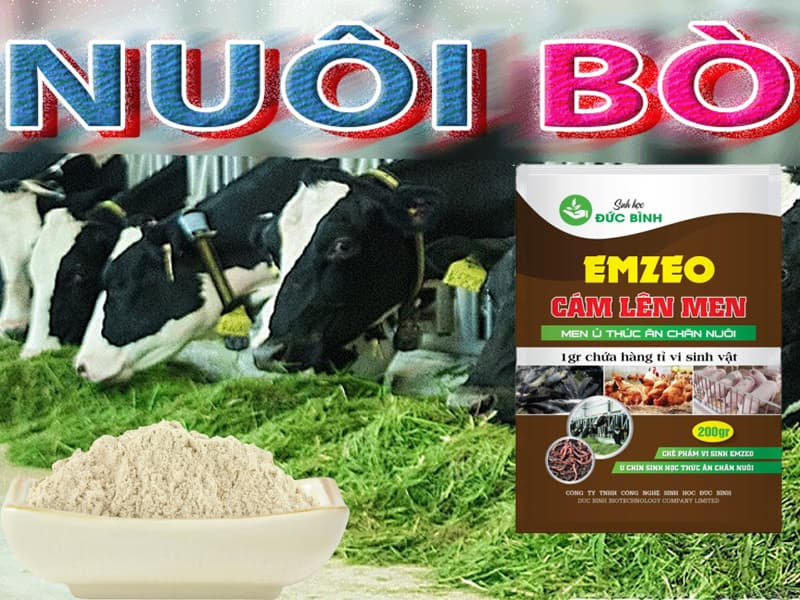 NUÔI BÒ
Sinh học
ĐỨC BÌNH
EMZEO
CÁM LÊN MEN
MEN Ủ THỨC ĂN CHĂN NUÔI
1gr chứa hàng tỉ vi sinh vật
200gr
CHẾ PHẨM VI SINH EMZEO
Ủ CHÍN SINH HỌC THỨC ĂN CHĂN NUÔI
CÔNG TY TNHH CÔNG NGHỆ SINH HỌC ĐỨC BÌNH
DUC BINH BIOTECHNOLOGY COMPANY LIMITED